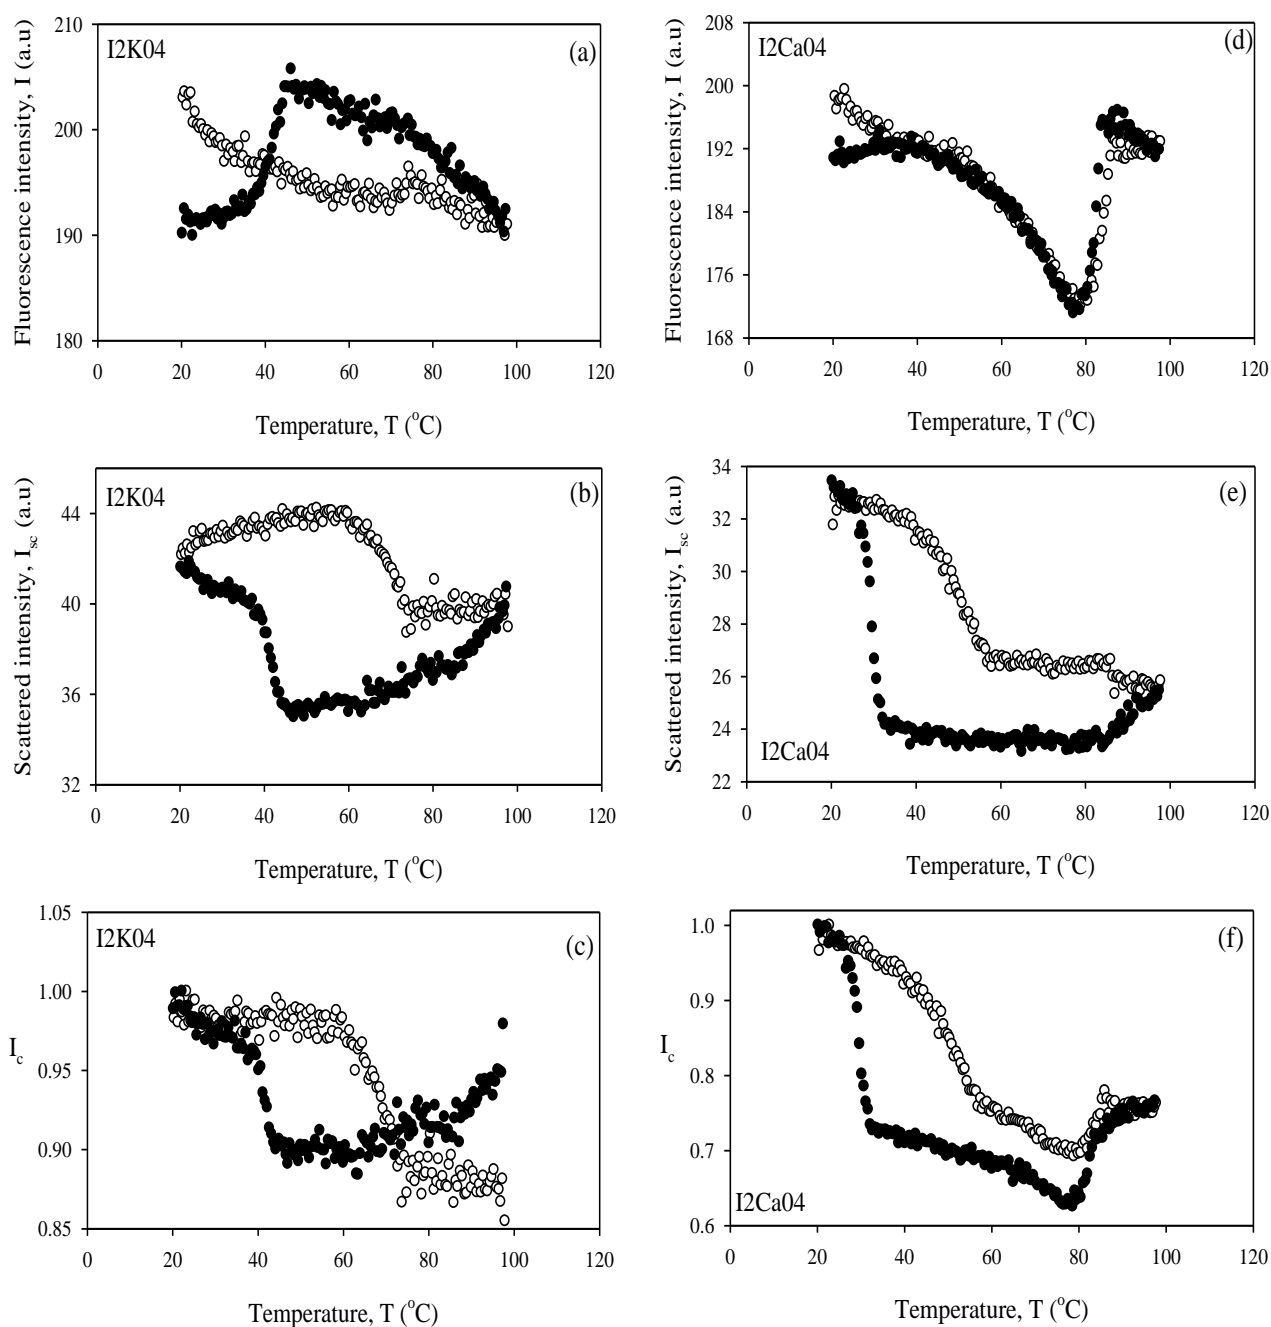 Fluorescence intensity, I (a.u)
210
200
190
180
I2K04
(a)
0 20 40 60 80 100 120
Temperature, T (°C)
Fluorescence intensity, I (a.u)
208
200
192
184
176
168
I2Ca04
(d)
0 20 40 60 80 100 120
Temperature, T (°C)
Scattered intensity, Isc (a.u)
44
40
36
32
I2K04
(b)
0 20 40 60 80 100 120
Temperature, T (°C)
Scattered intensity, Isc (a.u)
34
32
30
28
26
24
22
(e)
I2Ca04
0 20 40 60 80 100 120
Temperature, T (°C)
Ic
1.05
1.00
0.95
0.90
0.85
I2K04
(c)
0 20 40 60 80 100 120
Temperature, T (°C)
Ic
1.0
0.9
0.8
0.7
0.6
(f)
I2Ca04
0 20 40 60 80 100 120
Temperature, T (°C)